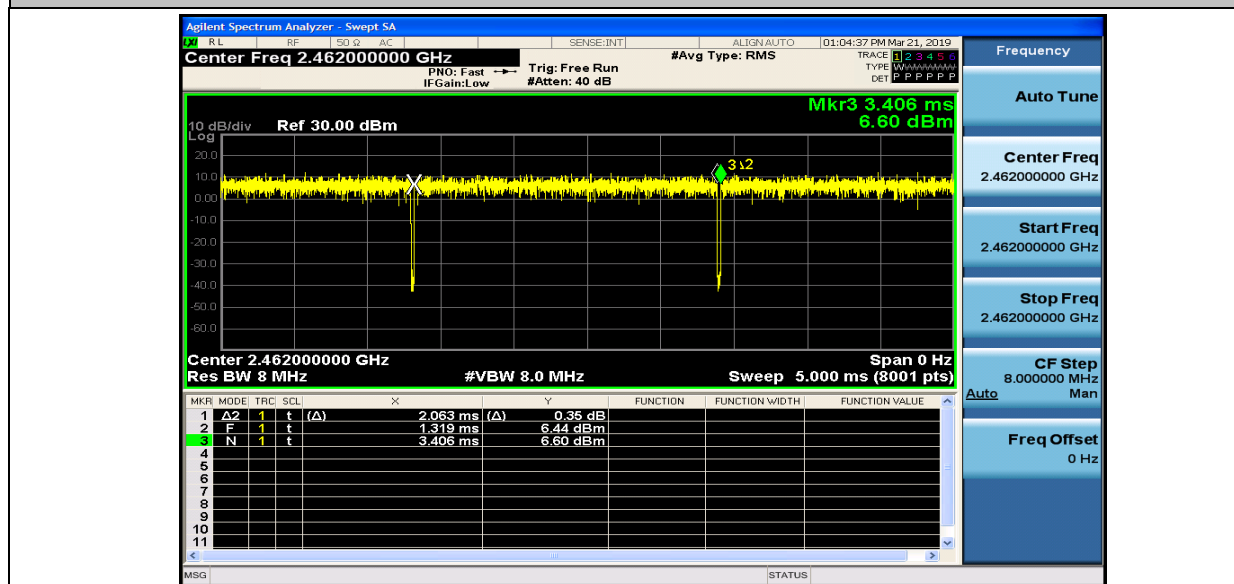 Agilent Spectrum Analyzer - Swept SA
LXI RL RF 50 Ω AC SENSE:INT ALIGN AUTO 01:04:37 PM Mar 21, 2019
Center Freq 2.462000000 GHz
PNO: Fast
IFGain:Low
Trig: Free Run
#Atten: 40 dB
#Avg Type: RMS
TRACE 1 2 3 4 5 6
TYPE WWWWWW
DET P P P P P P
Mkr3 3.406 ms
6.60 dBm
10 dB/div Ref 30.00 dBm
Log
20.0
10.0
0.00
-10.0
-20.0
-30.0
-40.0
-50.0
-60.0
3
2
Center 2.462000000 GHz Span 0 Hz
Res BW 8 MHz #VBW 8.0 MHz Sweep 5.000 ms (8001 pts)
MKR MODE TRC SCL X Y FUNCTION FUNCTION WIDTH FUNCTION VALUE
1 Δ2 1 t (Δ) 2.063 ms (Δ) 0.35 dB
2 F 1 t 1.319 ms 6.44 dBm
3 N 1 t 3.406 ms 6.60 dBm
4
5
6
7
8
9
10
11
MSG STATUS
Frequency
Auto Tune
Center Freq
2.462000000 GHz
Start Freq
2.462000000 GHz
Stop Freq
2.462000000 GHz
CF Step
8.000000 MHz
Auto Man
Freq Offset
0 Hz